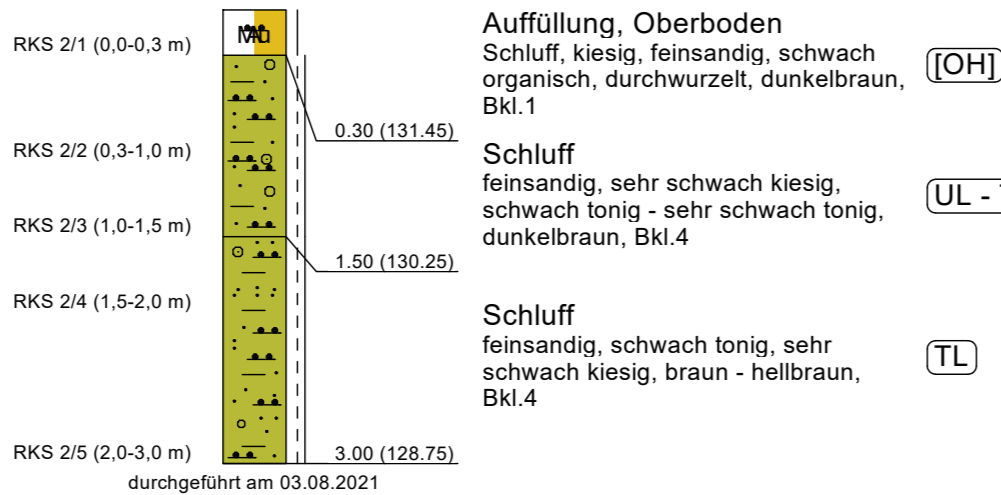 RKS 2/1 (0,0-0,3 m)
Auffüllung, Oberboden
Schluff, kiesig, feinsandig, schwach
organisch, durchwurzelt, dunkelbraun,
Bkl.1
[OH]
0.30 (131.45)
RKS 2/2 (0,3-1,0 m)
Schluff
feinsandig, sehr schwach kiesig,
schwach tonig - sehr schwach tonig,
dunkelbraun, Bkl.4
UL -
RKS 2/3 (1,0-1,5 m)
1.50 (130.25)
RKS 2/4 (1,5-2,0 m)
Schluff
feinsandig, schwach tonig, sehr
schwach kiesig, braun - hellbraun,
Bkl.4
TL
RKS 2/5 (2,0-3,0 m)
3.00 (128.75)
durchgeführt am 03.08.2021